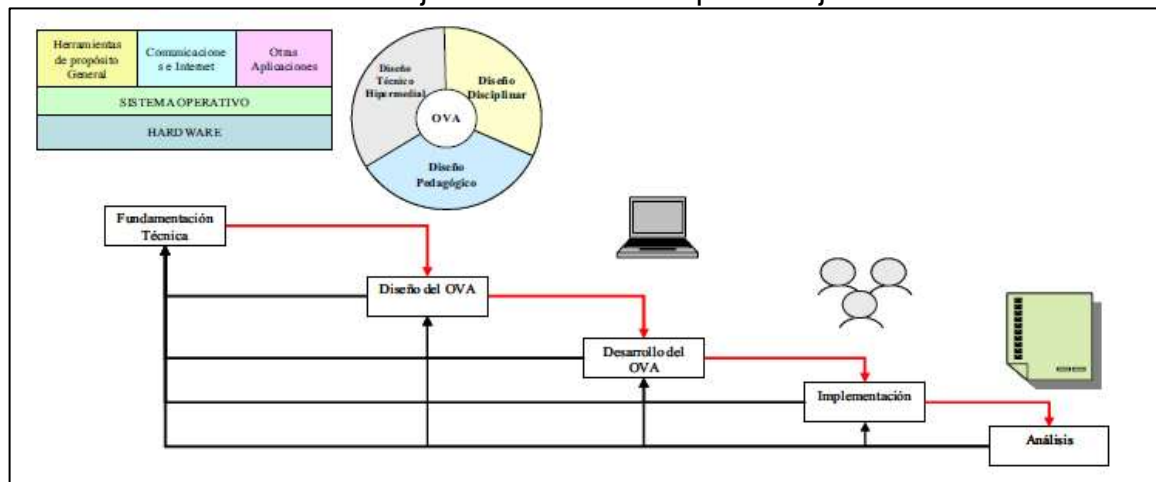 Herramientas
de propósito
General
Comunicacione
s e Internet
Otras
Aplicaciones
SISTEMA OPERATIVO
HARDWARE
Diseño
Técnico
Hipermedial
Diseño
Disciplinar
OVA
Diseño
Pedagógico
Fundamentación
Técnica
Diseño del OVA
Desarrollo del
OVA
Implementación
Análisis